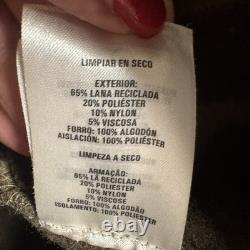 LIMPIAR EN SECO
EXTERIOR:
65% LANA RECICLADA
20% POLIÉSTER
10% NYLON
5% VISCOSA
FORRO: 100% ALGODÓN
AISLACIÓN: 100% POLIÉSTER
LIMPEZA A SECO
ARMAÇÃO:
65% LÃ RECICLADA
20% POLIÉSTER
10% NYLON
5% VISCOSE
FORRO: 100% ALGODÃO
ISOLAMENTO: 100% POLIÉSTER
ebay